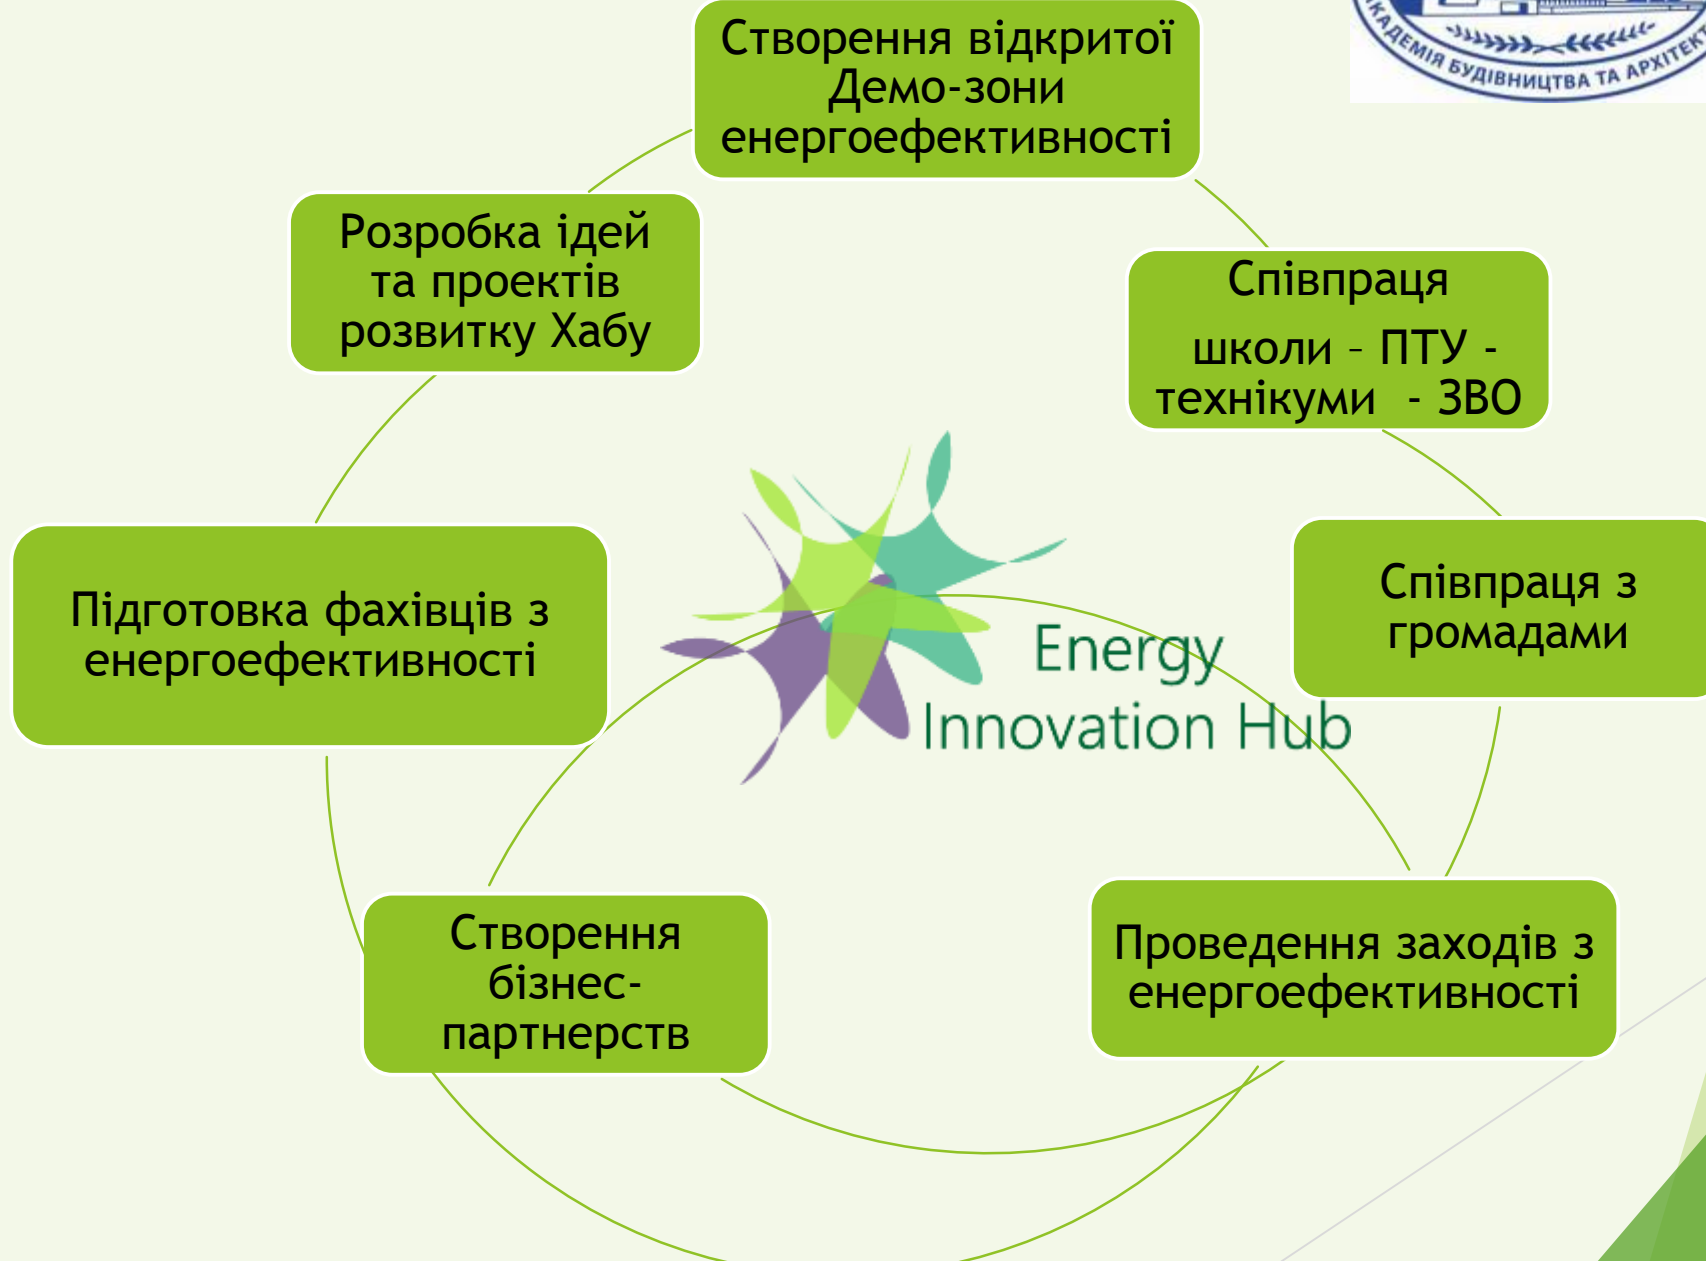 Створення відкритої
Демо-зони
енергоефективності
АКАДЕМІЯ БУДІВНИЦТВА ТА
Розробка ідей
та проектів
розвитку Хабу
Співпраця
школи – ПТУ -
технікуми - ЗВО
Підготовка фахівців з
енергоефективності
Energy
Innovation Hub
Співпраця з
громадами
Створення
бізнес-
партнерств
Проведення заходів з
енергоефективності